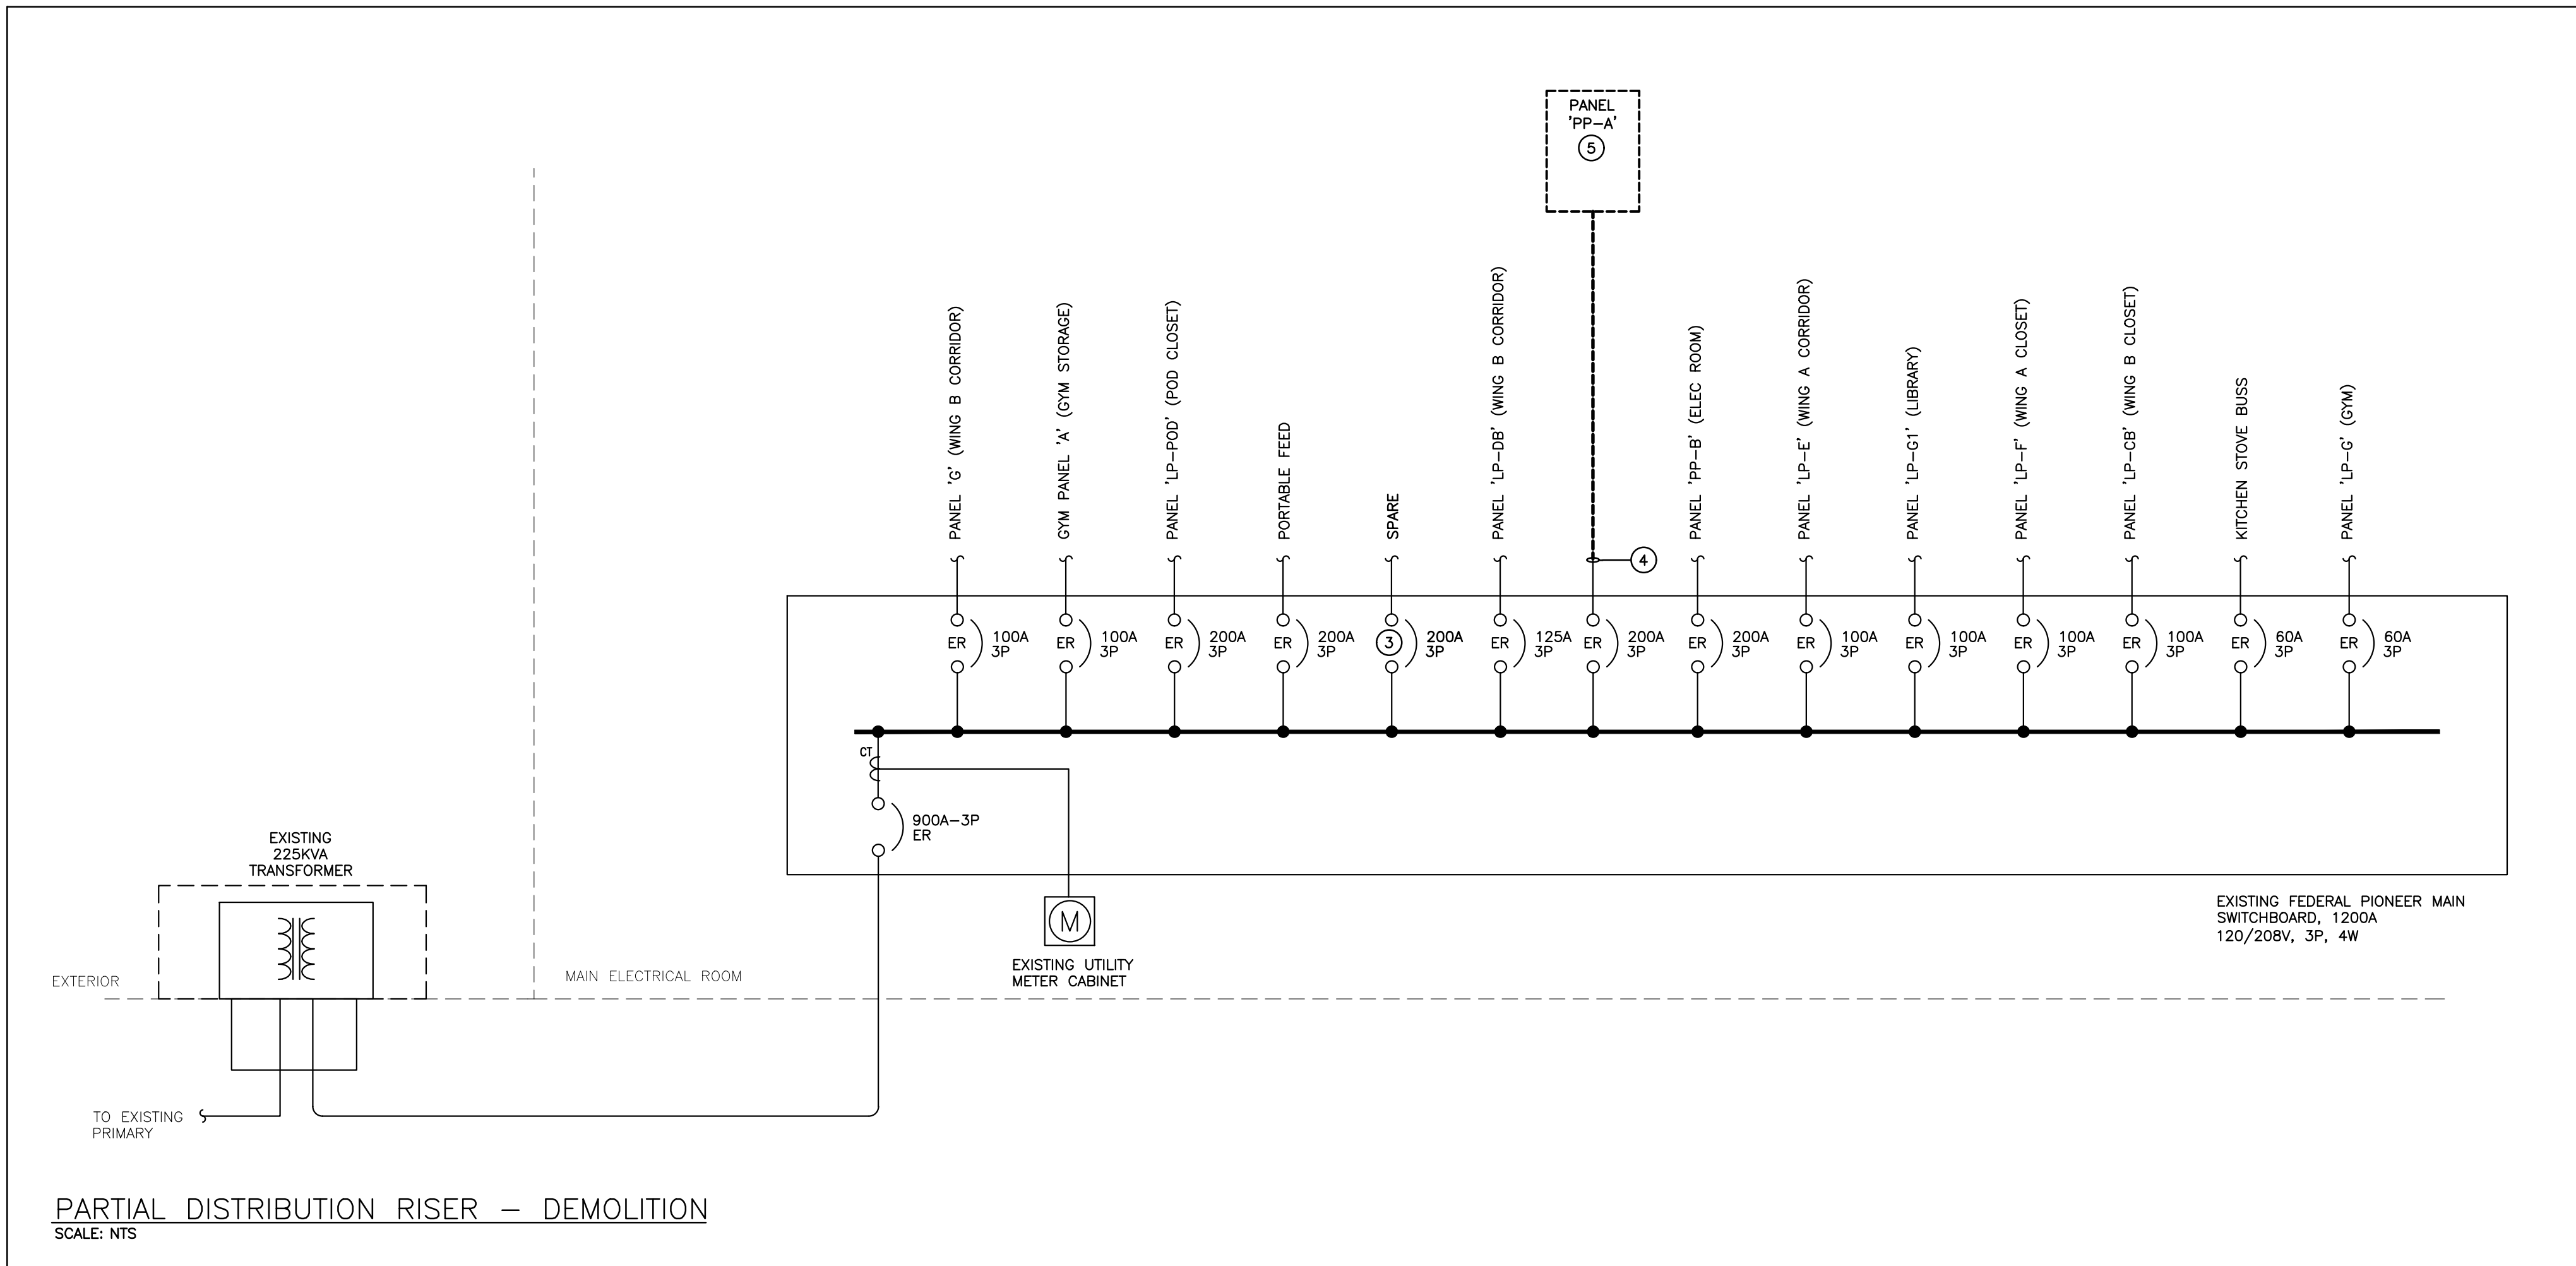 PANEL
'PP-A'
5
PANEL 'G' (WING B CORRIDOR)
GYM PANEL 'A' (GYM STORAGE)
PANEL 'LP-POD' (POD CLOSET)
PORTABLE FEED
SPARE
PANEL 'LP-DB' (WING B CORRIDOR)
PANEL 'PP-B' (ELEC ROOM)
PANEL 'LP-E' (WING A CORRIDOR)
PANEL 'LP-G1' (LIBRARY)
PANEL 'LP-F' (WING A CLOSET)
PANEL 'LP-CB' (WING B CLOSET)
KITCHEN STOVE BUSS
PANEL 'LP-G' (GYM)
4
ER 100A
3P
ER 100A
3P
ER 200A
3P
ER 200A
3P
3 200A
3P
ER 125A
3P
ER 200A
3P
ER 200A
3P
ER 100A
3P
ER 100A
3P
ER 100A
3P
ER 100A
3P
ER 60A
3P
ER 60A
3P
CT
900A-3P
ER
EXISTING
225KVA
TRANSFORMER
M
EXISTING UTILITY
METER CABINET
EXISTING FEDERAL PIONEER MAIN
SWITCHBOARD, 1200A
120/208V, 3P, 4W
EXTERIOR
MAIN ELECTRICAL ROOM
TO EXISTING
PRIMARY
PARTIAL DISTRIBUTION RISER - DEMOLITION
SCALE: NTS